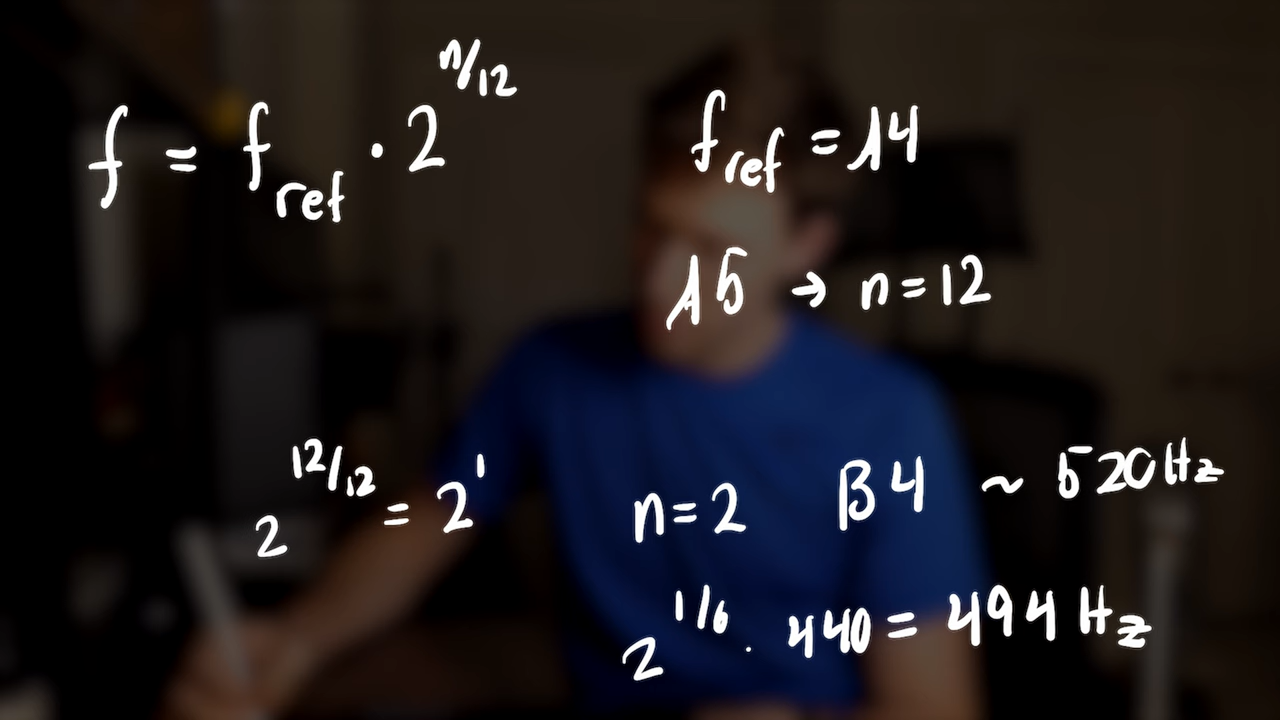 f = f_ref · 2^(n/12)
f_ref = A4
A5 → n = 12
2^(12/12) = 2^1
n = 2 B4 ~ 520 Hz
2^(1/6) · 440 = 494 Hz